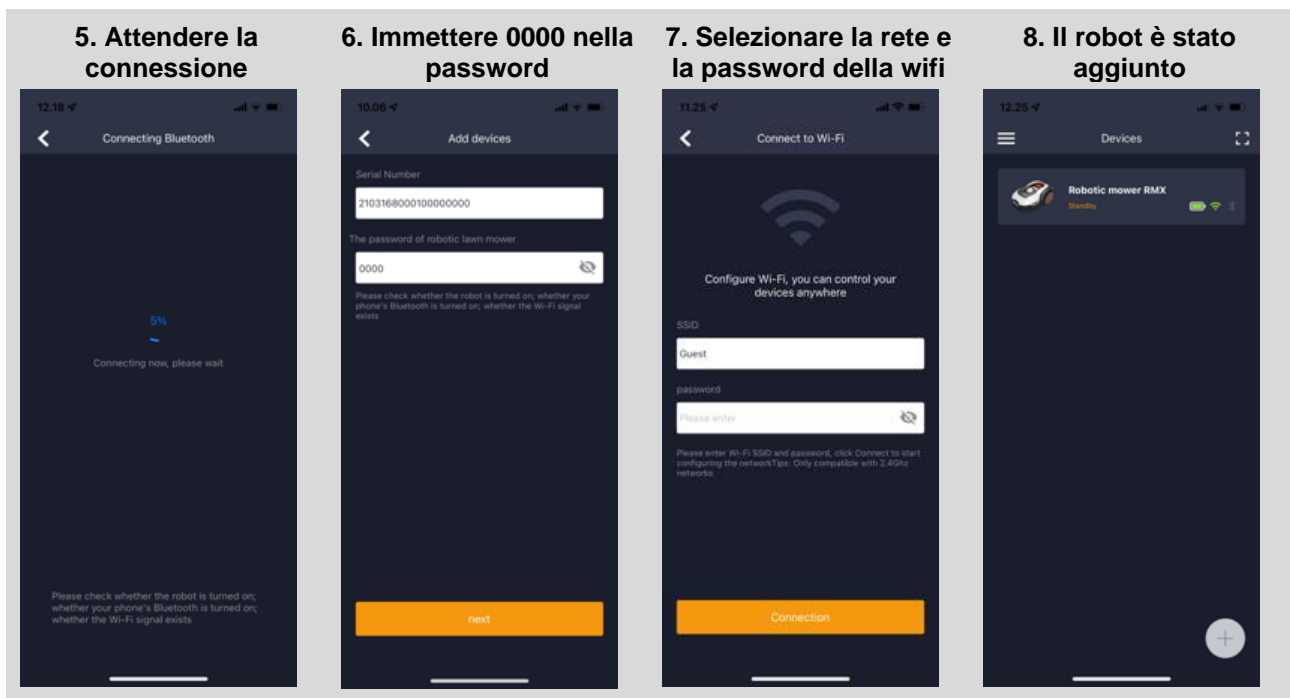 5. Attendere la
connessione
12.18
Connecting Bluetooth
5%
Connecting now, please wait
Please check whether the robot is turned on;
whether your phone's Bluetooth is turned on;
whether the Wi-Fi signal exists
6. Immettere 0000 nella
password
10.06
Add devices
Serial Number
2103168000100000000
The password of robotic lawn mower
0000
Please check whether the robot is turned on; whether your
phone's Bluetooth is turned on; whether the Wi-Fi signal
exists
next
7. Selezionare la rete e
la password della wifi
11.25
Connect to Wi-Fi
Configure Wi-Fi, you can control your
devices anywhere
SSID
Guest
password
Please enter
Please enter Wi-Fi SSID and password, click Connect to start
configuring the networkTips: Only compatible with 2.4Ghz
networks
Connection
8. Il robot è stato
aggiunto
12.25
Devices
Robotic mower RMX
Standby